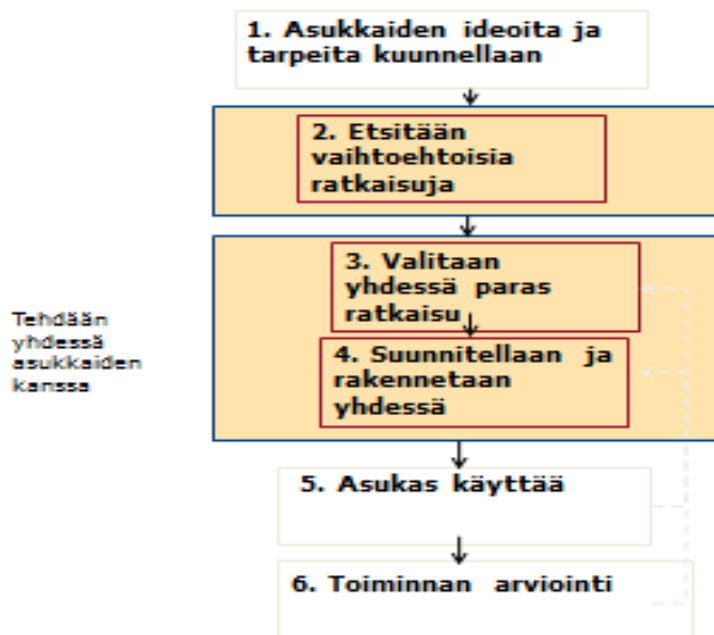 1. Asukkaiden ideoita ja
tarpeita kuunnellaan
2. Etsitään
vaihtoehtoisia
ratkaisuja
3. Valitaan
yhdessä paras
ratkaisu
Tehdään
yhdessä
asukkaiden
kanssa
4. Suunnitellaan ja
rakennetaan
yhdessä
5. Asukas käyttää
6. Toiminnan arviointi